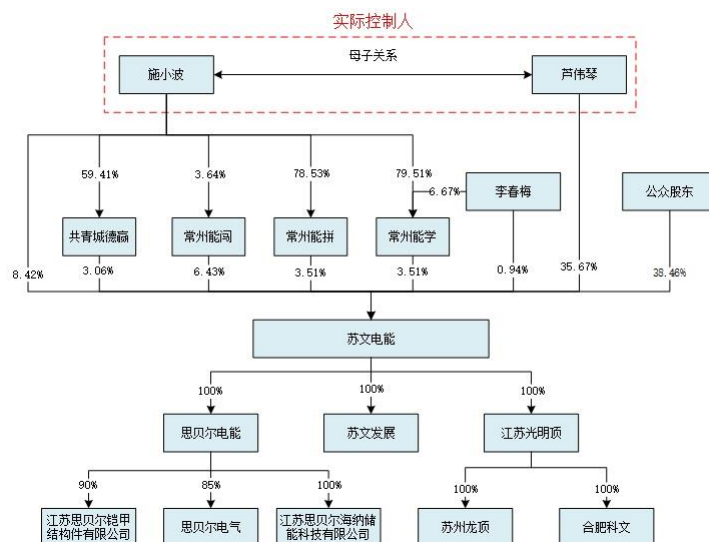 实际控制人
母子关系
施小波
芦伟琴
59.41%
3.64%
78.53%
79.51%
6.67%
李春梅
公众股东
共青城德赢
常州能闯
常州能拼
常州能学
8.42%
3.06%
6.43%
3.51%
3.51%
0.94%
35.67%
38.46%
苏文电能
100%
100%
100%
思贝尔电能
苏文发展
江苏光明顶
90%
85%
100%
100%
100%
江苏思贝尔铠甲
结构件有限公司
思贝尔电气
江苏思贝尔海纳储
能科技有限公司
苏州龙顶
合肥科文